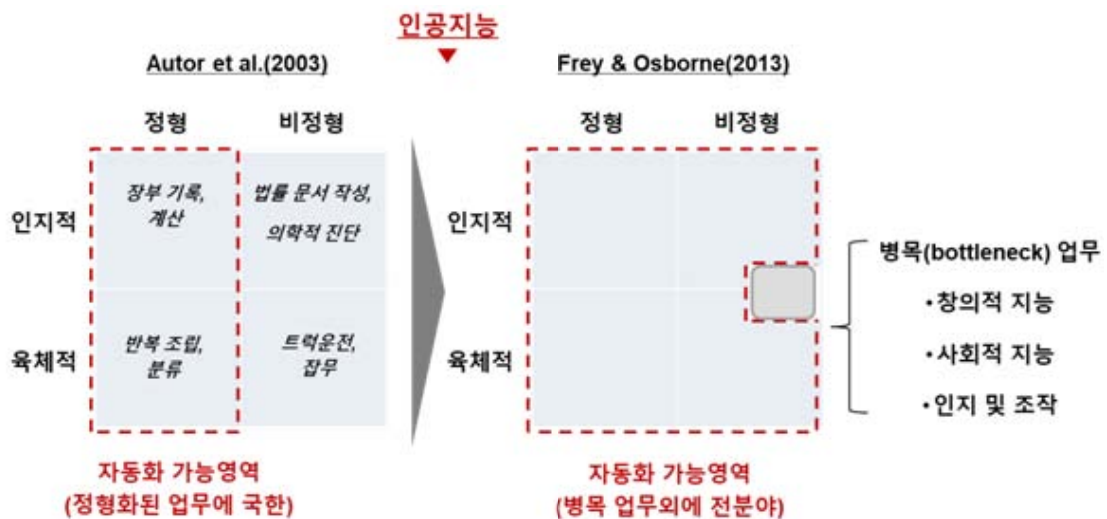 인공지능
Autor et al.(2003)
정형
비정형
인지적
장부 기록,
계산
법률 문서 작성,
의학적 진단
육체적
반복 조립,
분류
트럭운전,
잡무
자동화 가능영역
(정형화된 업무에 국한)
Frey & Osborne(2013)
정형
비정형
인지적
육체적
자동화 가능영역
(병목 업무외에 전분야)
병목(bottleneck) 업무
•창의적 지능
•사회적 지능
•인지 및 조작